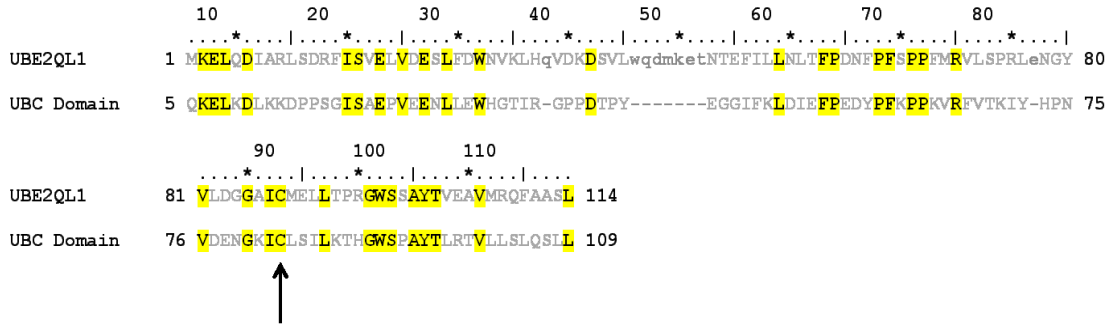 10 20 30 40 50 60 70 80
....*....|....*....|....*....|....*....|....*....|....*....|....*....|....*....|
UBE2QL1 1 MKELQDIARLSDRFISVELVDESLFDWNVKLHqVDKDSVLwqdmketNTEFILLNLTFPDNFPFSPPFMRVLSPRLeNGY 80
UBC Domain 5 QKELKDLKKDPPSGISAEPVEENLLEWHGTIR-GPPDTPY-------EGGIFKLDIEFPEDYPFKPPKVRFVTKIY-HPN 75
90 100 110
....*....|....*....|....*....|....
UBE2QL1 81 VLDGGAICMELLTPRGWSSAYTVEAVMRQFAASL 114
UBC Domain 76 VDENGKICLSILKTHGWSPAYTLRTVLLSLQSLL 109